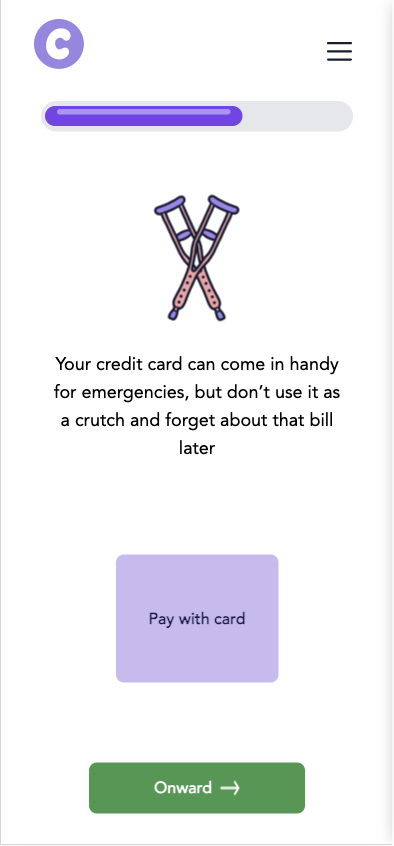 C
Your credit card can come in handy
for emergencies, but don’t use it as
a crutch and forget about that bill
later
Pay with card
Onward →